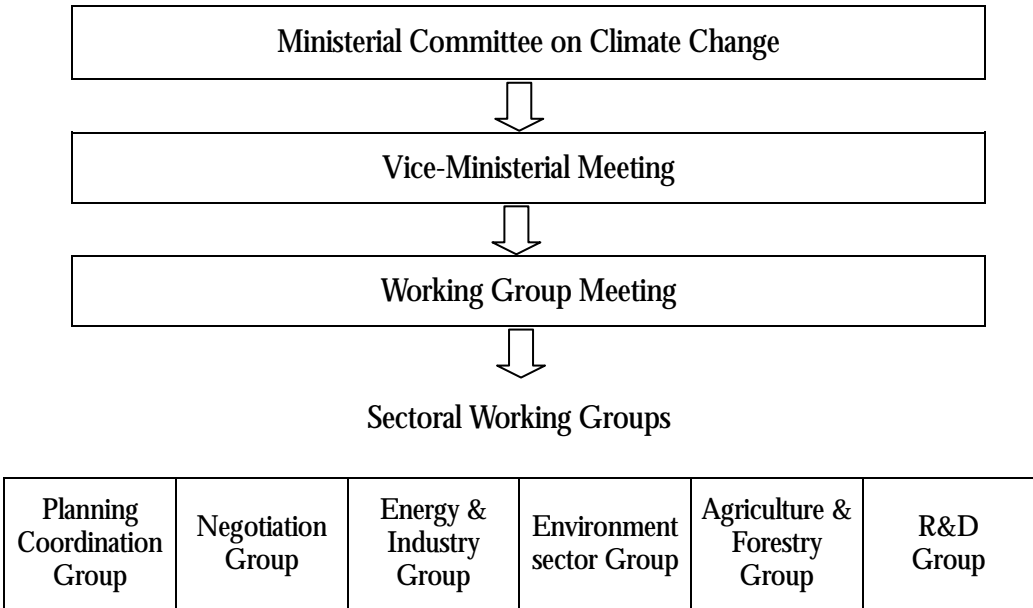 Ministerial Committee on Climate Change
Vice-Ministerial Meeting
Working Group Meeting
Sectoral Working Groups
Planning
Coordination
Group
Negotiation
Group
Energy &
Industry
Group
Environment
sector Group
Agriculture &
Forestry
Group
R&D
Group